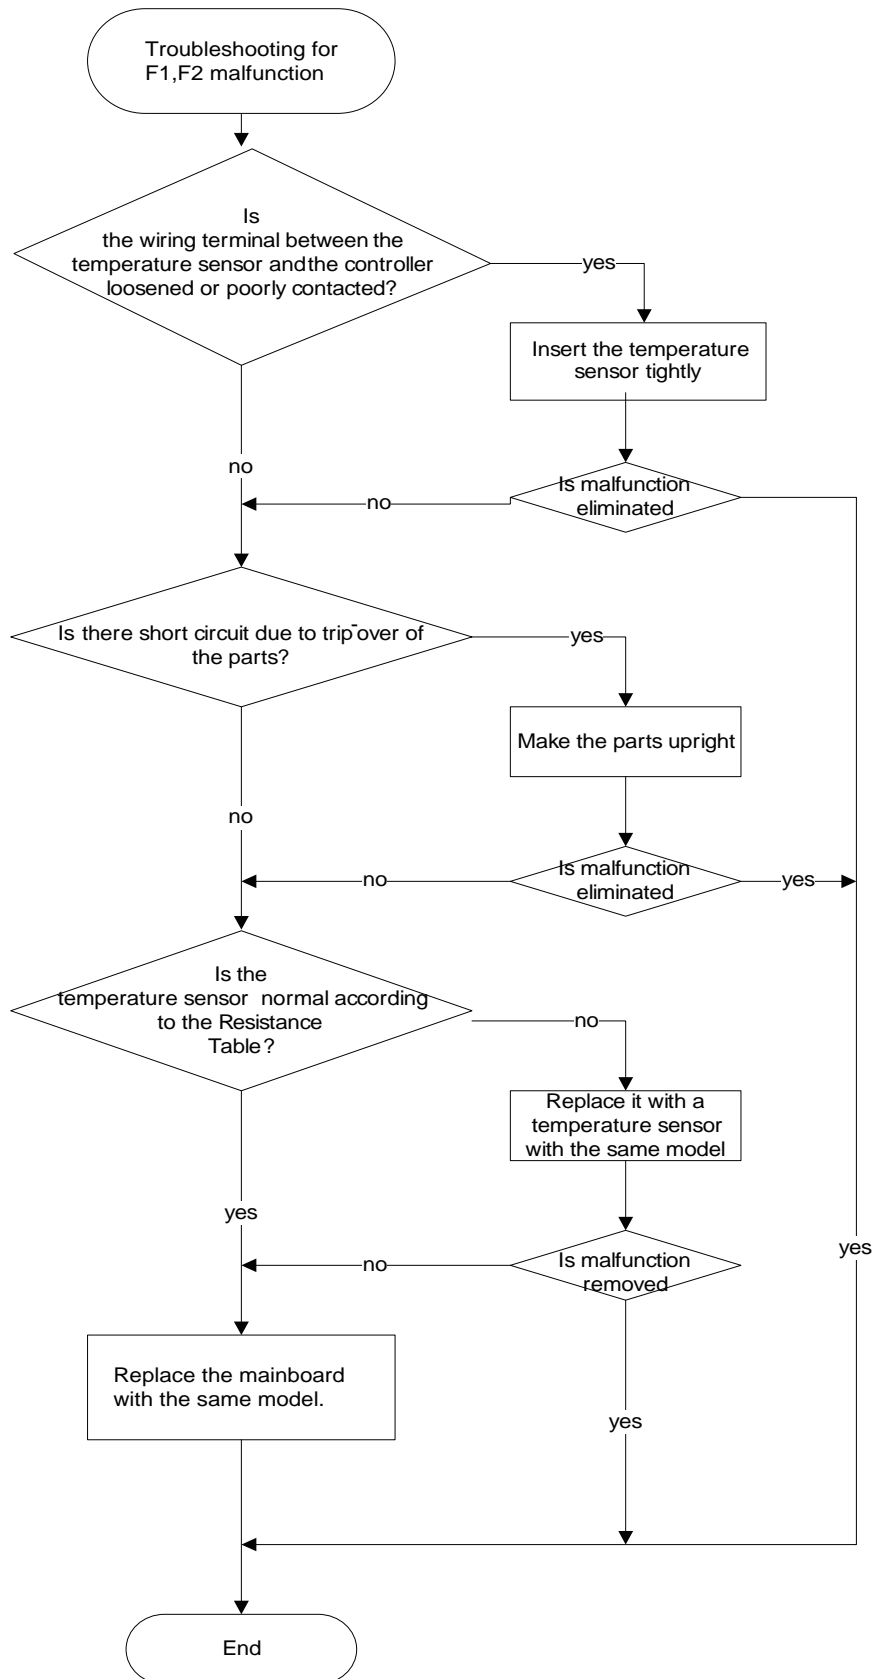 Troubleshooting for
F1,F2 malfunction
Is
the wiring terminal between the
temperature sensor and the controller
loosened or poorly contacted?
yes
Insert the temperature
sensor tightly
no
Is malfunction
eliminated
no
Is there short circuit due to trip-over of
the parts?
yes
Make the parts upright
no
Is malfunction
eliminated
no
yes
Is the
temperature sensor normal according
to the Resistance
Table?
no
Replace it with a
temperature sensor
with the same model
yes
Is malfunction
removed
no
yes
Replace the mainboard
with the same model.
yes
End